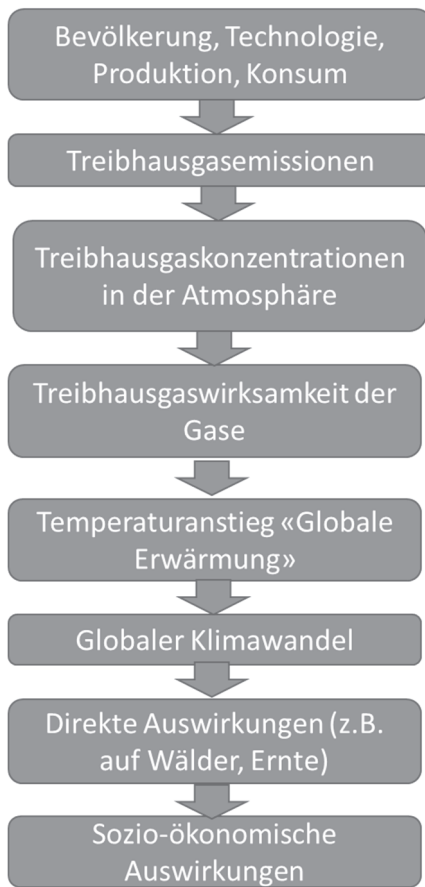 Bevölkerung, Technologie,
Produktion, Konsum
Treibhausgasemissionen
Treibhausgaskonzentrationen
in der Atmosphäre
Treibhausgaswirksamkeit der
Gase
Temperaturanstieg «Globale
Erwärmung»
Globaler Klimawandel
Direkte Auswirkungen (z.B.
auf Wälder, Ernte)
Sozio-ökonomische
Auswirkungen